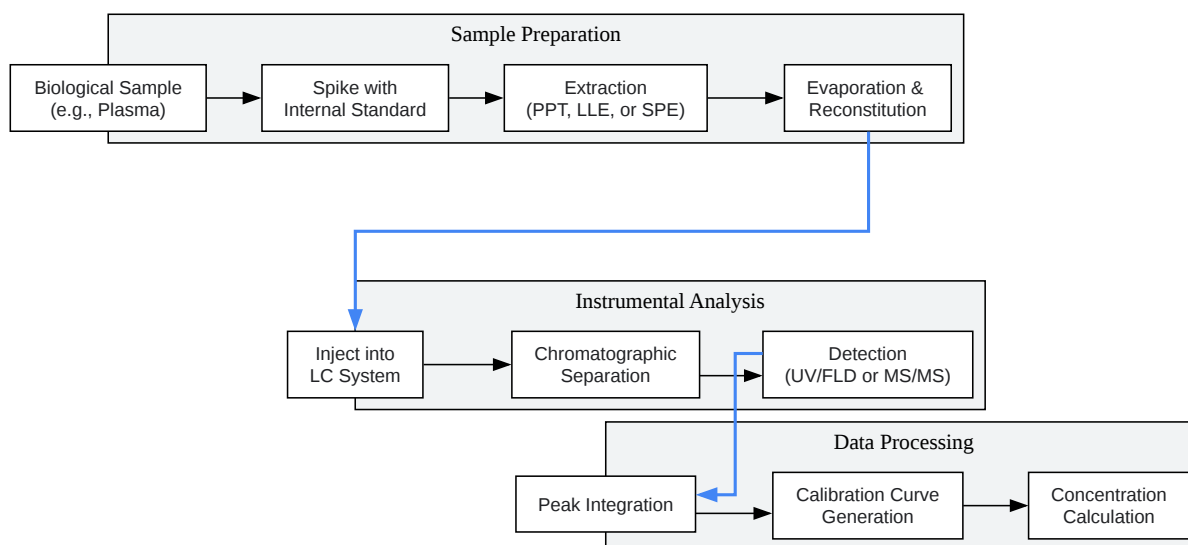 Sample Preparation
Biological Sample
(e.g., Plasma)
Spike with
Internal Standard
Extraction
(PPT, LLE, or SPE)
Evaporation &
Reconstitution
Instrumental Analysis
Inject into
LC System
Chromatographic
Separation
Detection
(UV/FLD or MS/MS)
Data Processing
Peak Integration
Calibration Curve
Generation
Concentration
Calculation